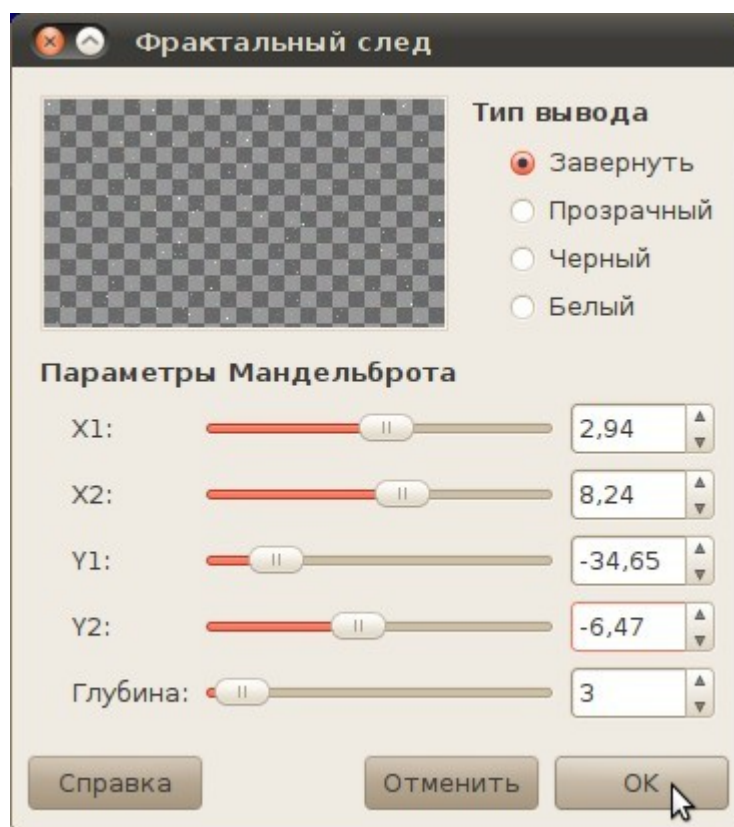 Фрактальный след
Тип вывода
Завернуть
Прозрачный
Черный
Белый
Параметры Мандельброта
X1: 2,94
X2: 8,24
Y1: -34,65
Y2: -6,47
Глубина: 3
Справка Отменить OK